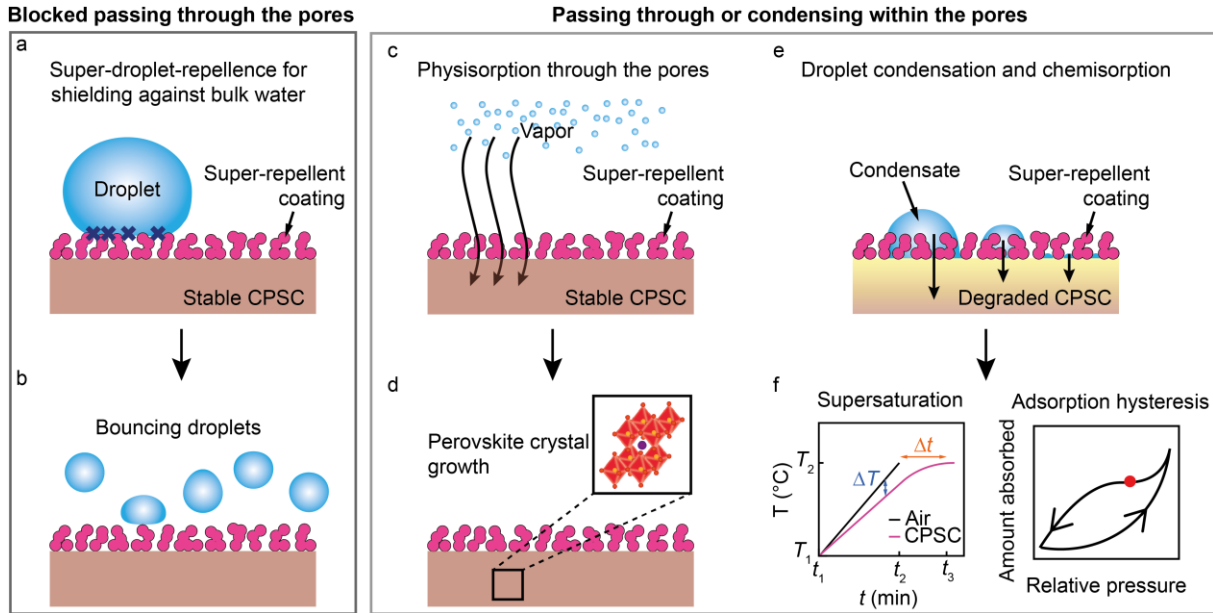 Blocked passing through the pores
Passing through or condensing within the pores
a
Super-droplet-repellence for
shielding against bulk water
Droplet
Super-repellent
coating
Stable CPSC
b
Bouncing droplets
c
Physisorption through the pores
Vapor
Super-repellent
coating
Stable CPSC
d
Perovskite crystal
growth
e
Droplet condensation and chemisorption
Condensate
Super-repellent
coating
Degraded CPSC
f
Supersaturation
T (°C)
T₂
T₁
Δt
ΔT
Air
CPSC
t₁
t₂
t₃
t (min)
Adsorption hysteresis
Amount absorbed
Relative pressure